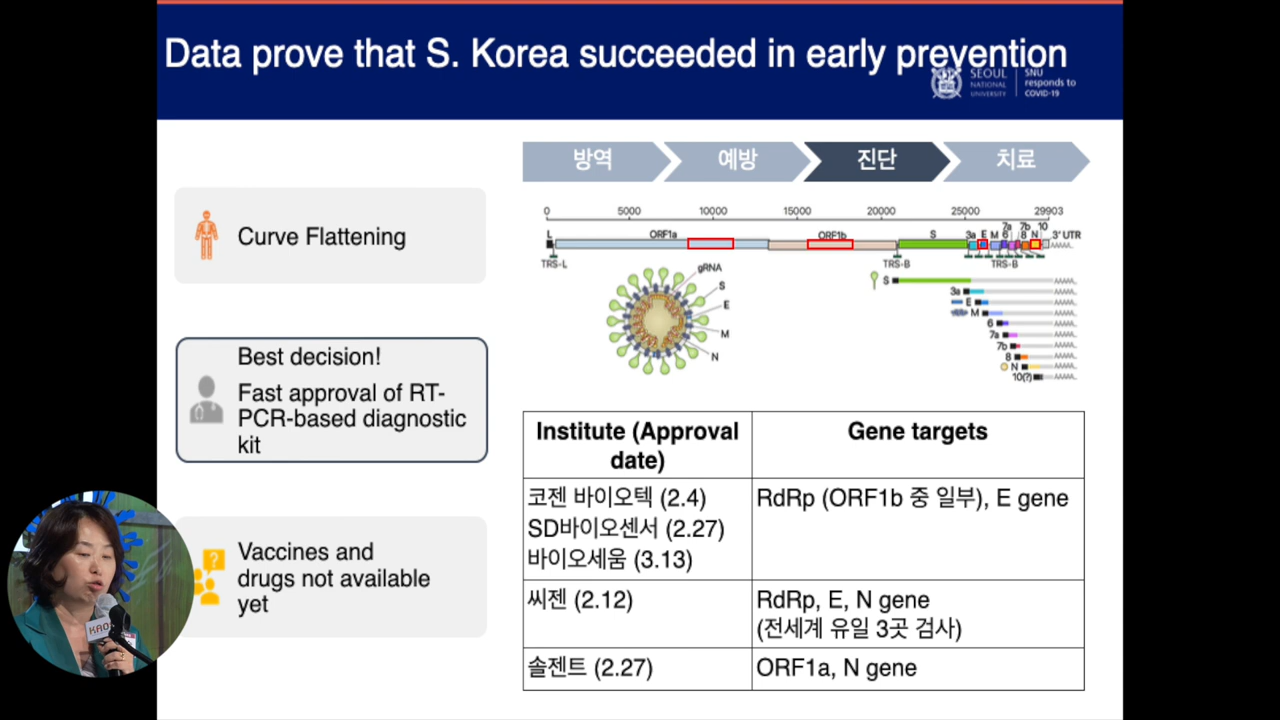 Data prove that S. Korea succeeded in early prevention
SEOUL
NATIONAL
UNIVERSITY
SNU
responds to
COVID-19
방역
예방
진단
치료
Curve Flattening
Best decision!
Fast approval of RT-
PCR-based diagnostic
kit
?
Vaccines and
drugs not available
yet
0 5000 10000 15000 20000 25000 29903
L ORF1a ORF1b S 3a E M 6 7a 7b 8 N 10 3' UTR
TRS-L TRS-B TRS-B
gRNA
S
E
M
N
S
3a
E
M
6
7a
7b
8
N
10(?)
Institute (Approval
date)
Gene targets
코젠 바이오텍 (2.4)
SD바이오센서 (2.27)
바이오세움 (3.13)
RdRp (ORF1b 중 일부), E gene
씨젠 (2.12)
RdRp, E, N gene
(전세계 유일 3곳 검사)
솔젠트 (2.27)
ORF1a, N gene
KAOS